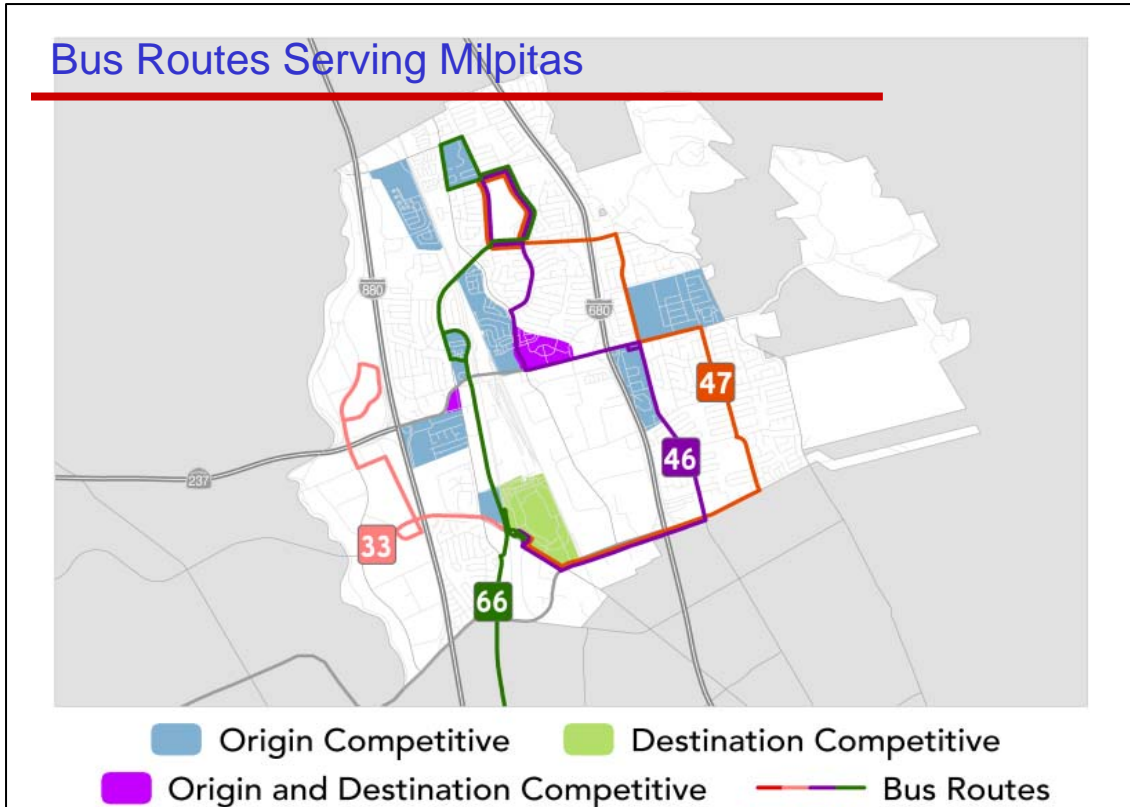 Bus Routes Serving Milpitas
880
680
47
46
237
33
66
Origin Competitive
Destination Competitive
Origin and Destination Competitive
Bus Routes